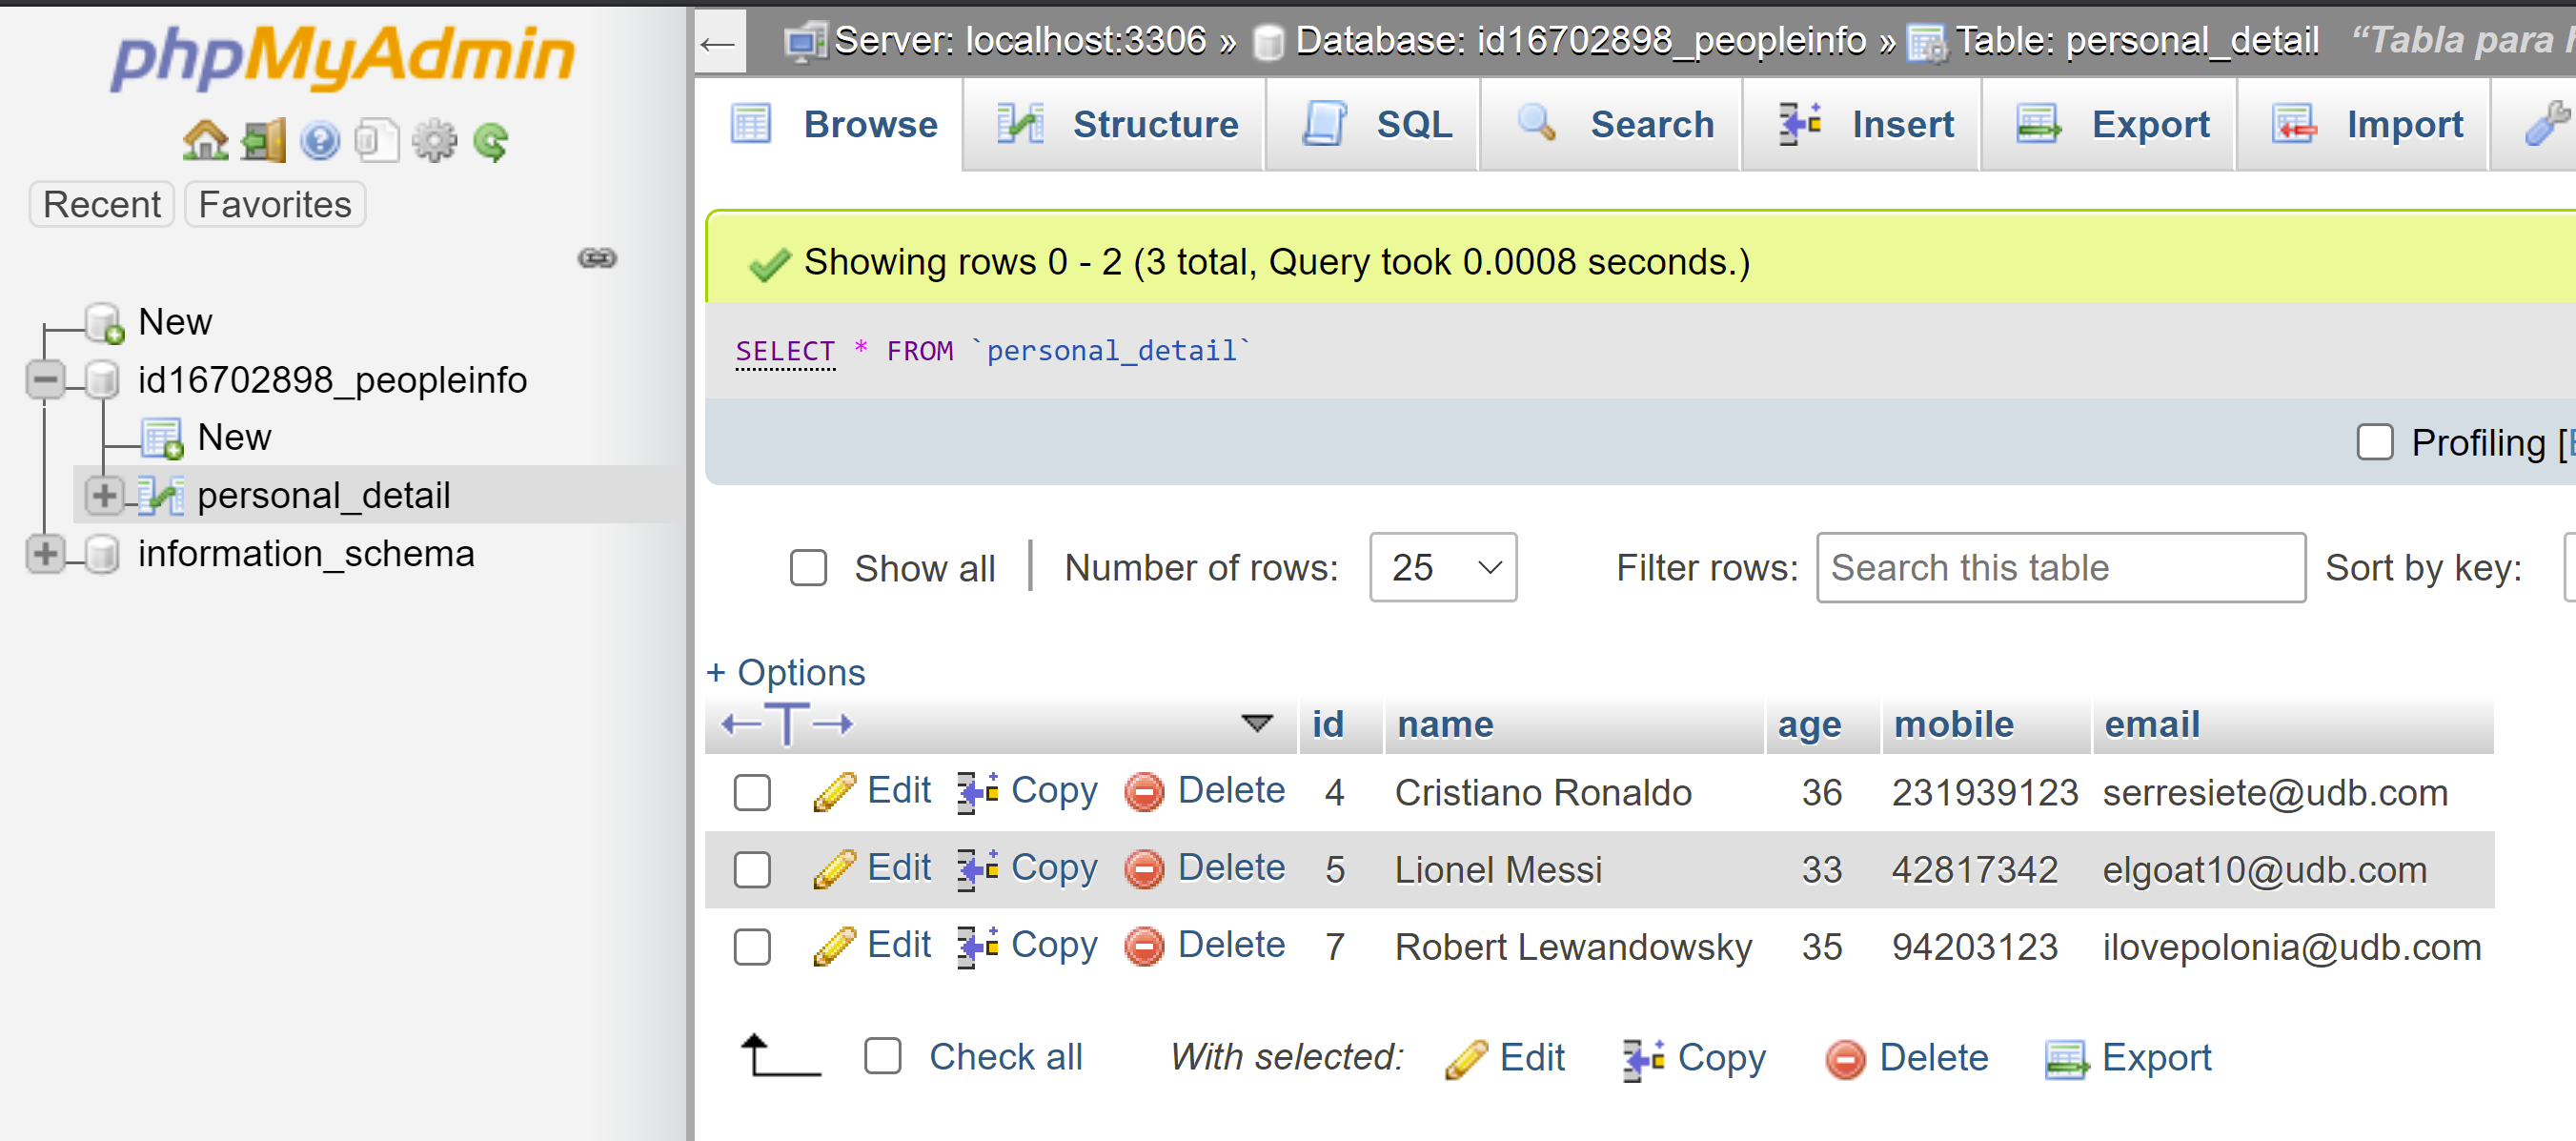 phpMyAdmin
Recent Favorites
New
id16702898_peopleinfo
New
personal_detail
information_schema
← Server: localhost:3306 » Database: id16702898_peopleinfo » Table: personal_detail “Tabla para
Browse Structure SQL Search Insert Export Import
Showing rows 0 - 2 (3 total, Query took 0.0008 seconds.)
SELECT * FROM `personal_detail`
Profiling [
Show all | Number of rows: 25 Filter rows: Search this table Sort by key:
+ Options
←T→ id name age mobile email
Edit Copy Delete 4 Cristiano Ronaldo 36 231939123 serresiete@udb.com
Edit Copy Delete 5 Lionel Messi 33 42817342 elgoat10@udb.com
Edit Copy Delete 7 Robert Lewandowsky 35 94203123 ilovepolonia@udb.com
Check all With selected: Edit Copy Delete Export